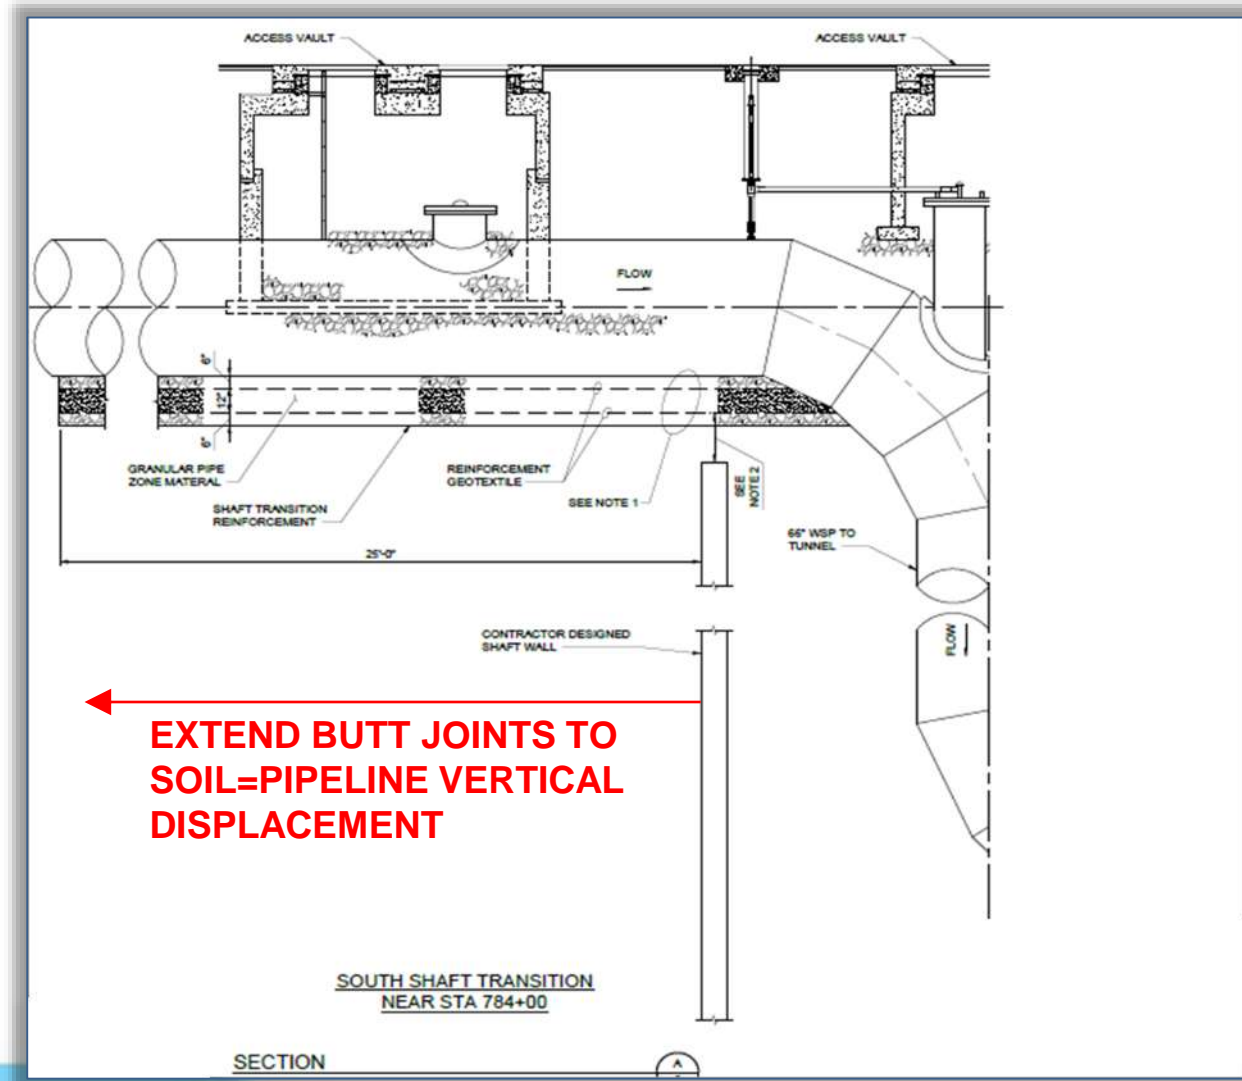 ACCESS VAULT
ACCESS VAULT
FLOW
6"
12"
6"
GRANULAR PIPE
ZONE MATERAL
REINFORCEMENT
GEOTEXTILE
SEE NOTE 1
SEE
NOTE 2
SHAFT TRANSITION
REINFORCEMENT
66" WSP TO
TUNNEL
25'-0"
CONTRACTOR DESIGNED
SHAFT WALL
FLOW
EXTEND BUTT JOINTS TO
SOIL=PIPELINE VERTICAL
DISPLACEMENT
SOUTH SHAFT TRANSITION
NEAR STA 784+00
SECTION
A